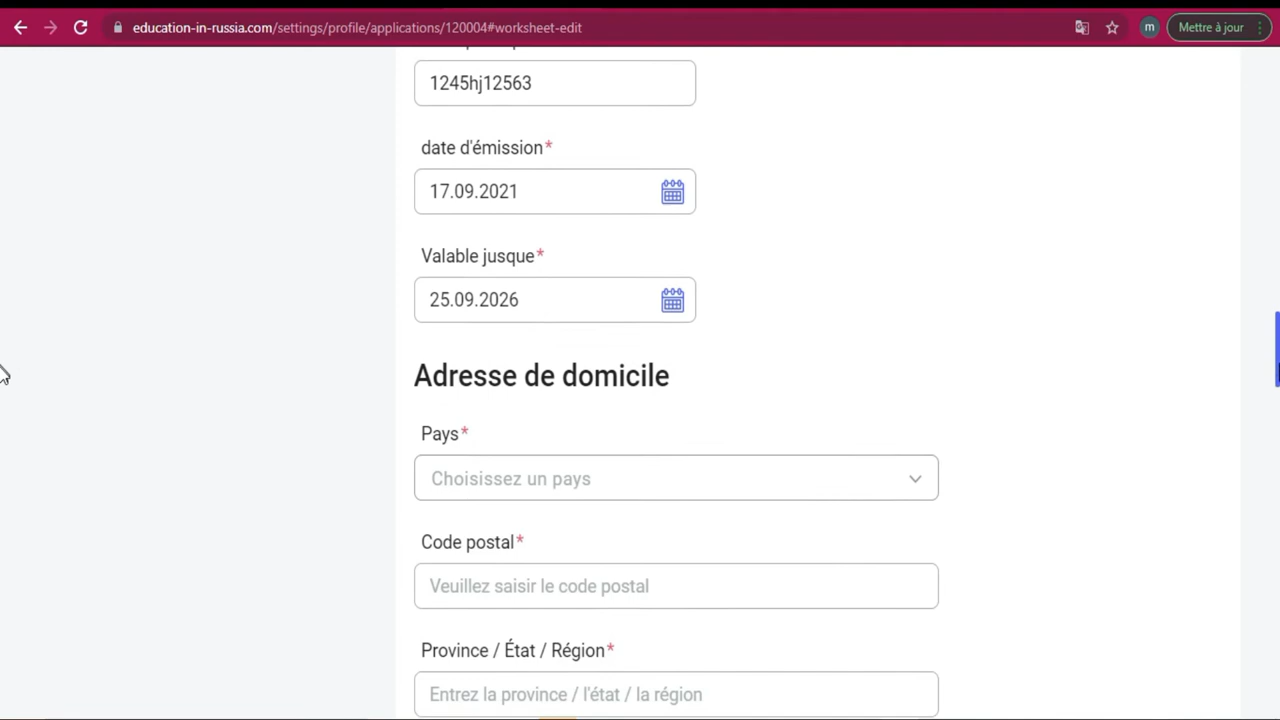 education-in-russia.com/settings/profile/applications/120004#worksheet-edit
m
Mettre à jour
1245hj12563
date d'émission*
17.09.2021
Valable jusque*
25.09.2026
Adresse de domicile
Pays*
Choisissez un pays
Code postal*
Veuillez saisir le code postal
Province / État / Région*
Entrez la province / l'état / la région